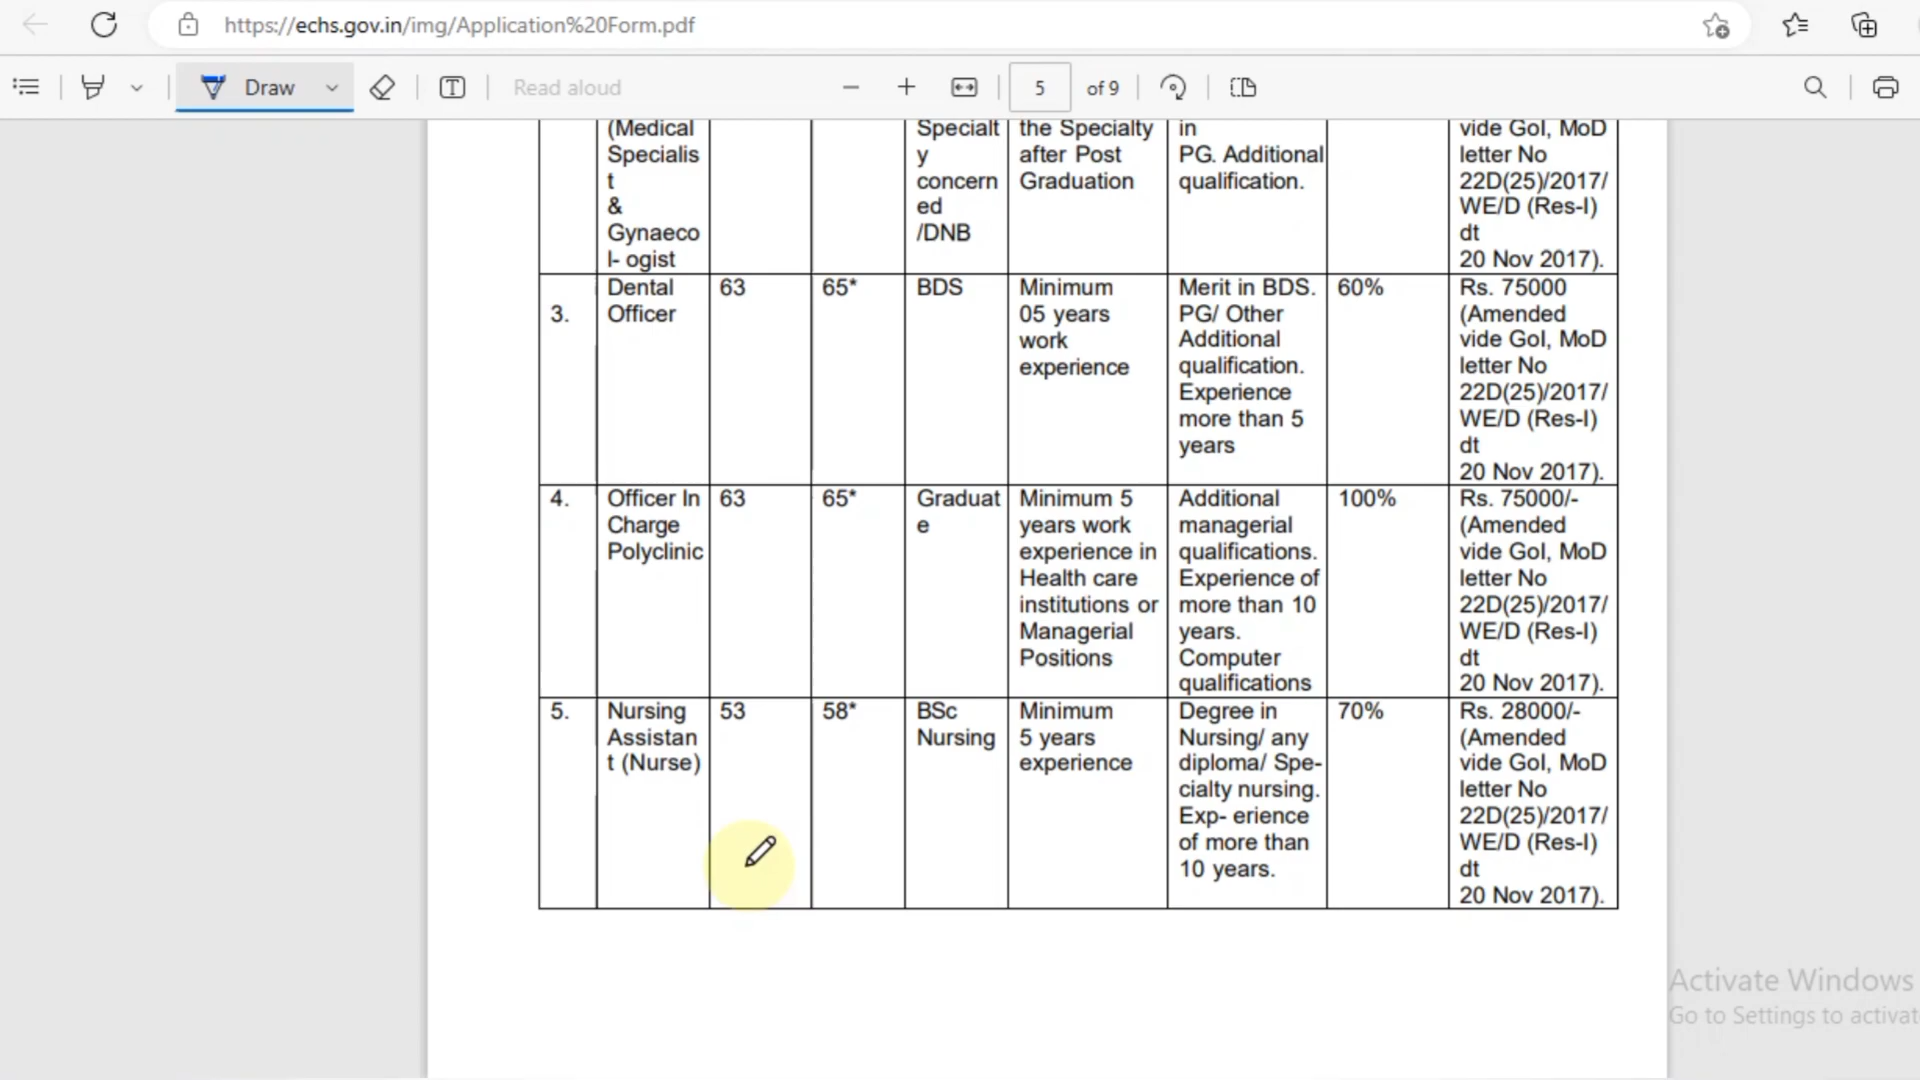 https://echs.gov.in/img/Application%20Form.pdf
Draw
Read aloud
5 of 9
(Medical
Specialis
t
&
Gynaeco
l- ogist
Specialt
y
concern
ed
/DNB
the Specialty
after Post
Graduation
in
PG. Additional
qualification.
vide GoI, MoD
letter No
22D(25)/2017/
WE/D (Res-I)
dt
20 Nov 2017).
3.
Dental
Officer
63
65*
BDS
Minimum
05 years
work
experience
Merit in BDS.
PG/ Other
Additional
qualification.
Experience
more than 5
years
60%
Rs. 75000
(Amended
vide GoI, MoD
letter No
22D(25)/2017/
WE/D (Res-I)
dt
20 Nov 2017).
4.
Officer In
Charge
Polyclinic
63
65*
Graduat
e
Minimum 5
years work
experience in
Health care
institutions or
Managerial
Positions
Additional
managerial
qualifications.
Experience of
more than 10
years.
Computer
qualifications
100%
Rs. 75000/-
(Amended
vide GoI, MoD
letter No
22D(25)/2017/
WE/D (Res-I)
dt
20 Nov 2017).
5.
Nursing
Assistan
t (Nurse)
53
58*
BSc
Nursing
Minimum
5 years
experience
Degree in
Nursing/ any
diploma/ Spe-
cialty nursing.
Exp- erience
of more than
10 years.
70%
Rs. 28000/-
(Amended
vide GoI, MoD
letter No
22D(25)/2017/
WE/D (Res-I)
dt
20 Nov 2017).
Activate Windows
Go to Settings to activat